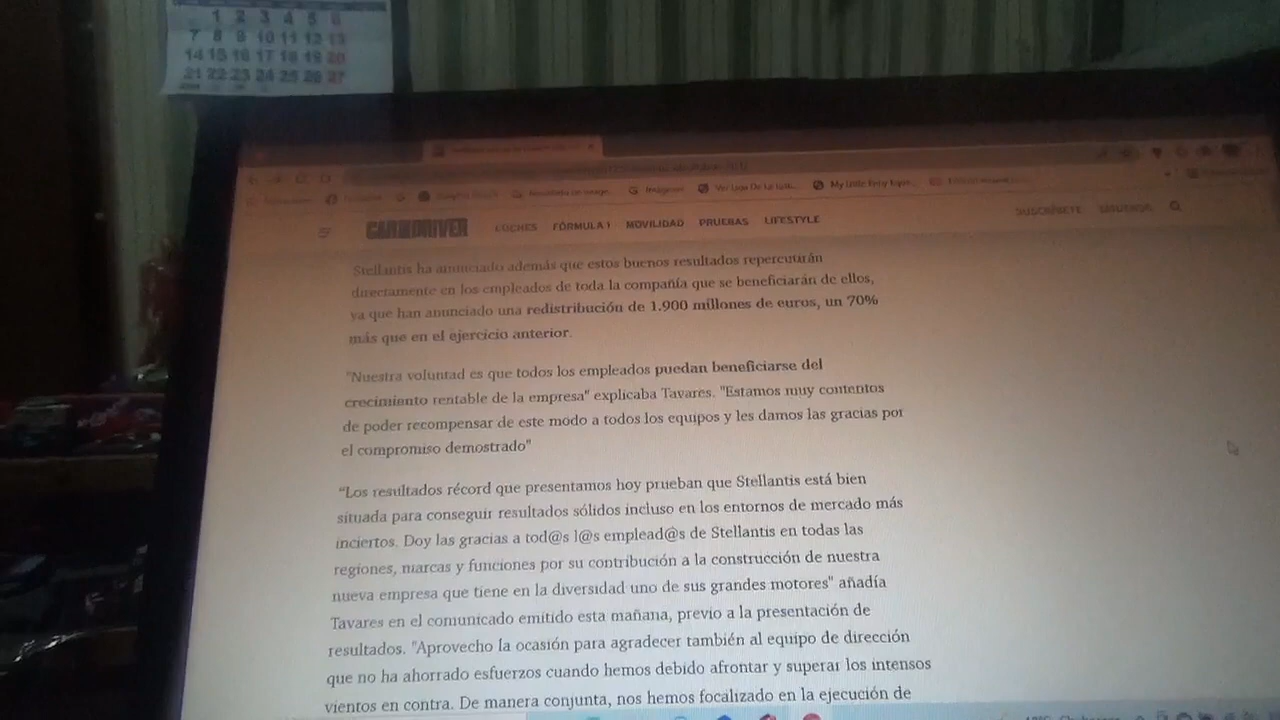 1 2 3 4 5 6
7 8 9 10 11 12 13
14 15 16 17 18 19 20
21 22 23 24 25 26 27
Imágenes
My Little Pony Eque...
CAR AND DRIVER
COCHES FÓRMULA 1 MOVILIDAD PRUEBAS LIFESTYLE
SUSCRÍBETE
Stellantis ha anunciado además que estos buenos resultados repercutirán
directamente en los empleados de toda la compañía que se beneficiarán de ellos,
ya que han anunciado una redistribución de 1.900 millones de euros, un 70%
más que en el ejercicio anterior.
"Nuestra voluntad es que todos los empleados puedan beneficiarse del
crecimiento rentable de la empresa" explicaba Tavares. "Estamos muy contentos
de poder recompensar de este modo a todos los equipos y les damos las gracias por
el compromiso demostrado"
“Los resultados récord que presentamos hoy prueban que Stellantis está bien
situada para conseguir resultados sólidos incluso en los entornos de mercado más
inciertos. Doy las gracias a tod@s l@s emplead@s de Stellantis en todas las
regiones, marcas y funciones por su contribución a la construcción de nuestra
nueva empresa que tiene en la diversidad uno de sus grandes motores" añadía
Tavares en el comunicado emitido esta mañana, previo a la presentación de
resultados. "Aprovecho la ocasión para agradecer también al equipo de dirección
que no ha ahorrado esfuerzos cuando hemos debido afrontar y superar los intensos
vientos en contra. De manera conjunta, nos hemos focalizado en la ejecución de